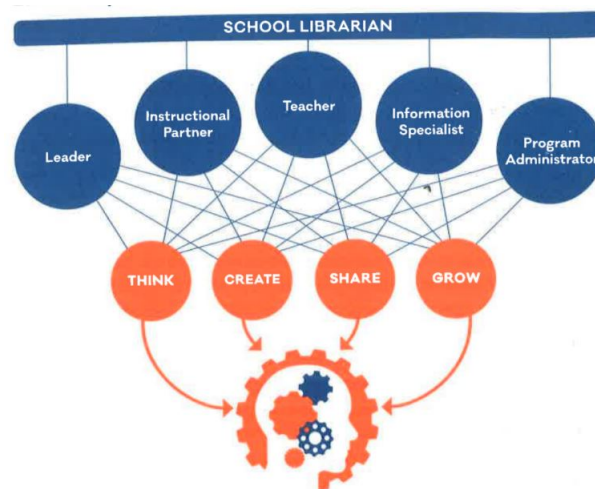 SCHOOL LIBRARIAN
Leader
Instructional
Partner
Teacher
Information
Specialist
Program
Administrator
THINK
CREATE
SHARE
GROW